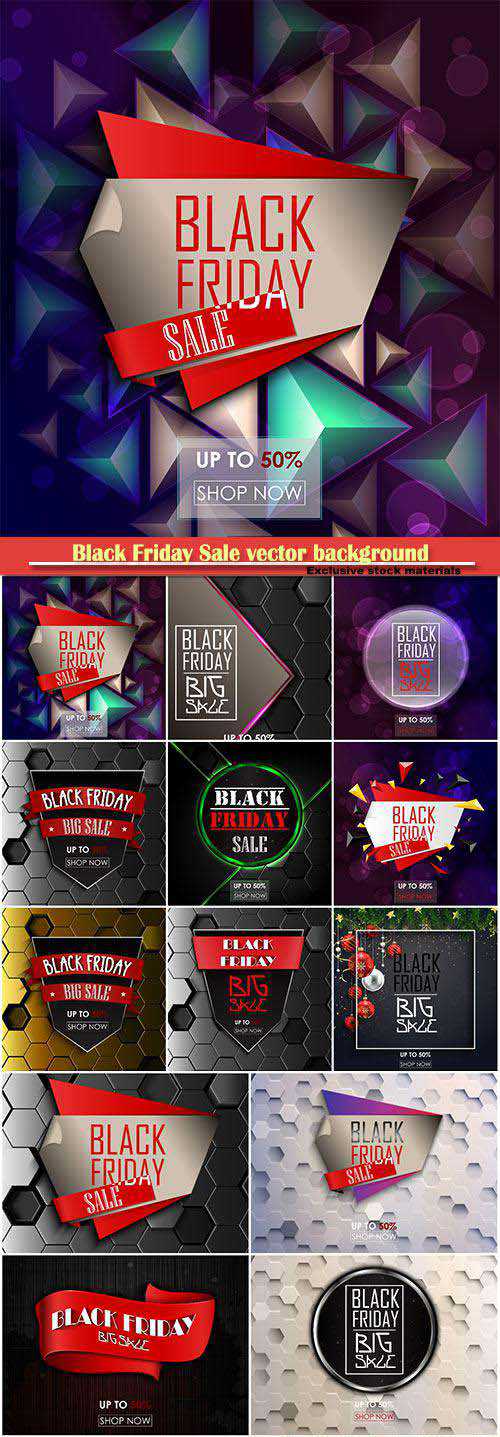 BLACK
FRIDAY
SALE
UP TO 50%
SHOP NOW
Black Friday Sale vector background
Exclusive stock materials
BLACK
FRIDAY
SALE
UP TO 50%
SHOP NOW
BLACK
FRIDAY
BIG
SALE
UP TO 50%
BLACK
FRIDAY
BIG
SALE
UP TO 50%
BLACK FRIDAY
BIG SALE
UP TO
SHOP NOW
BLACK
FRIDAY
SALE
UP TO 50%
SHOP NOW
BLACK
FRIDAY
SALE
UP TO 50%
SHOP NOW
BLACK FRIDAY
BIG SALE
UP TO
SHOP NOW
BLACK
FRIDAY
BIG
SALE
UP TO
SHOP NOW
BLACK
FRIDAY
BIG
SALE
UP TO 50%
BLACK
FRIDAY
SALE
BLACK
FRIDAY
SALE
UP TO 50%
SHOP NOW
BLACK FRIDAY
BIG SALE
UP TO 50%
SHOP NOW
BLACK
FRIDAY
BIG
SALE
UP TO 50%
SHOP NOW